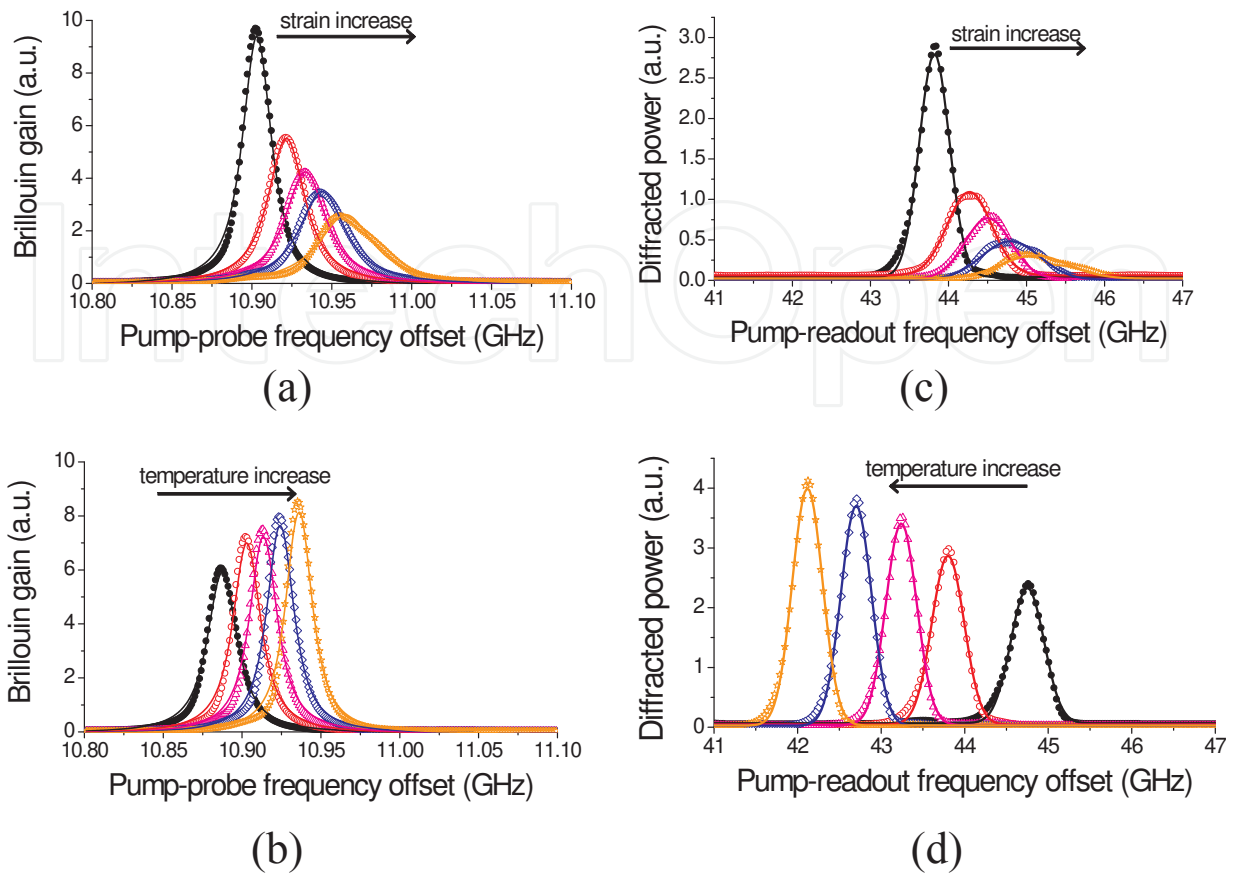 strain increase
Brillouin gain (a.u.)
10
8
6
4
2
0
10.80 10.85 10.90 10.95 11.00 11.05 11.10
Pump-probe frequency offset (GHz)
(a)
strain increase
Diffracted power (a.u.)
3.0
2.5
2.0
1.5
1.0
0.5
0.0
41 42 43 44 45 46 47
Pump-readout frequency offset (GHz)
(c)
IntechOpen
temperature increase
Brillouin gain (a.u.)
10
8
6
4
2
0
10.80 10.85 10.90 10.95 11.00 11.05 11.10
Pump-probe frequency offset (GHz)
(b)
temperature increase
Diffracted power (a.u.)
4
3
2
1
0
41 42 43 44 45 46 47
Pump-readout frequency offset (GHz)
(d)